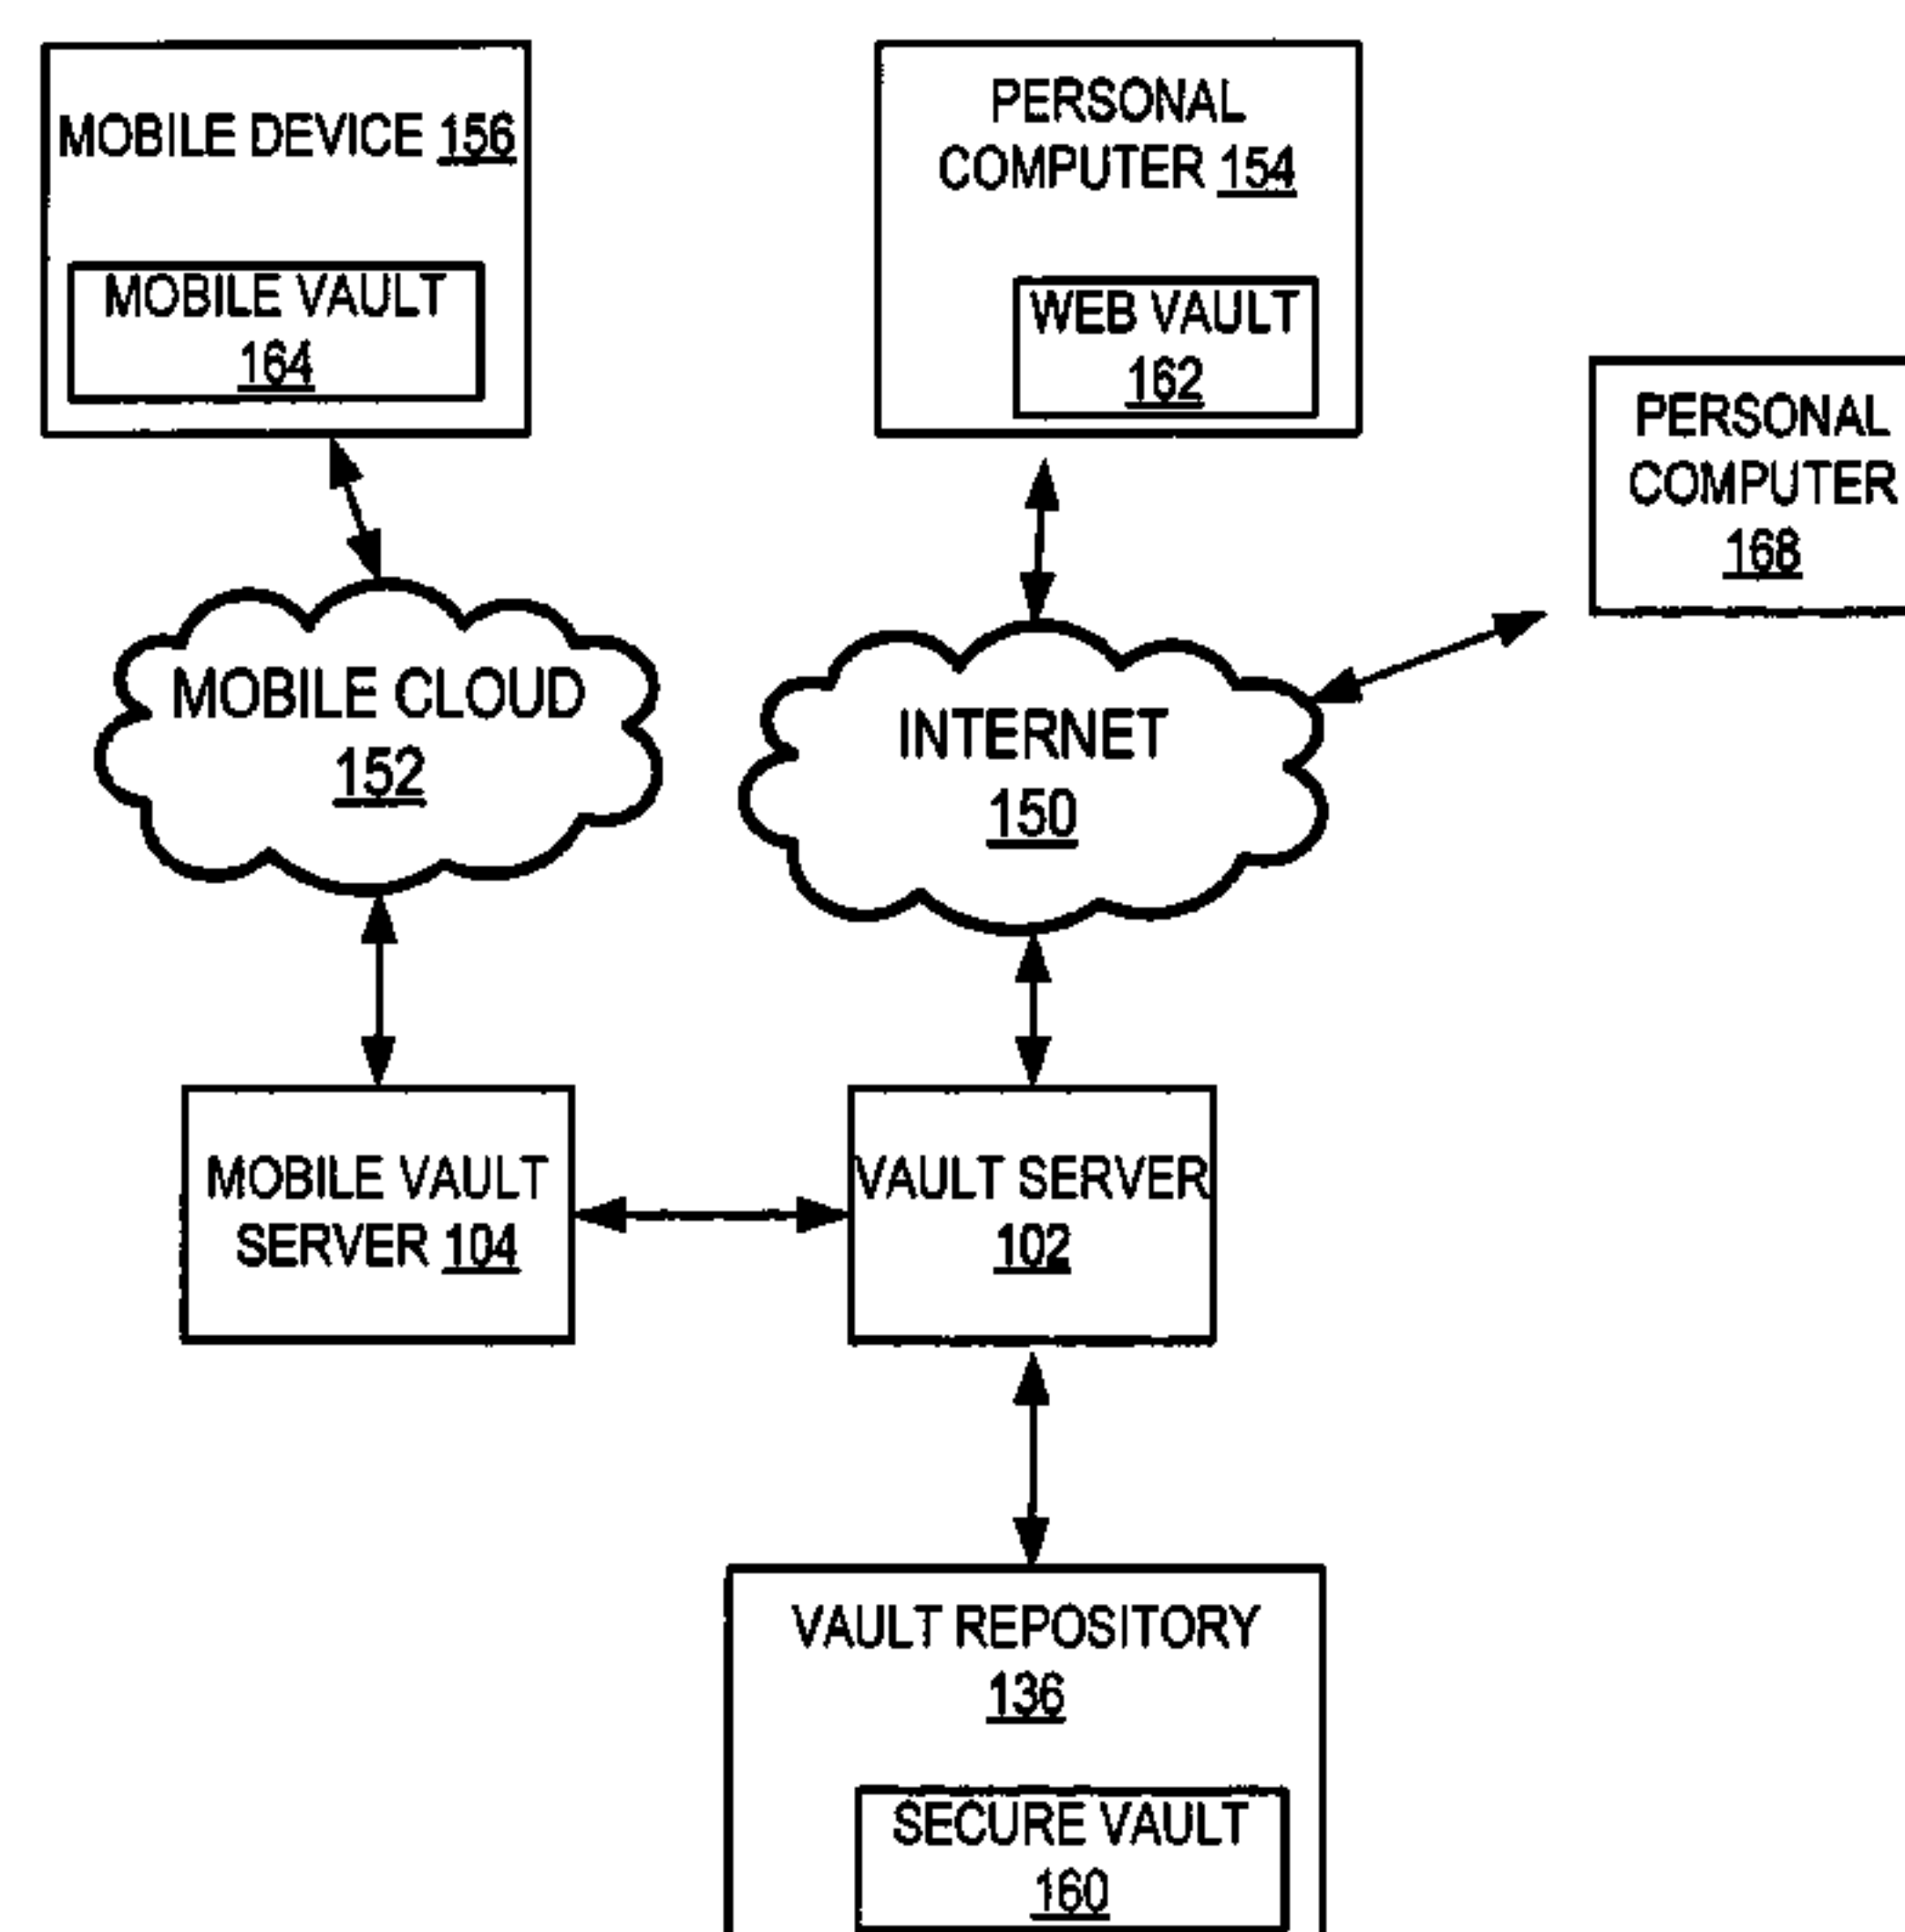 MOBILE DEVICE 156
MOBILE VAULT
164
PERSONAL
COMPUTER 154
WEB VAULT
162
PERSONAL
COMPUTER
168
MOBILE CLOUD
152
INTERNET
150
MOBILE VAULT
SERVER 104
VAULT SERVER
102
VAULT REPOSITORY
136
SECURE VAULT
160